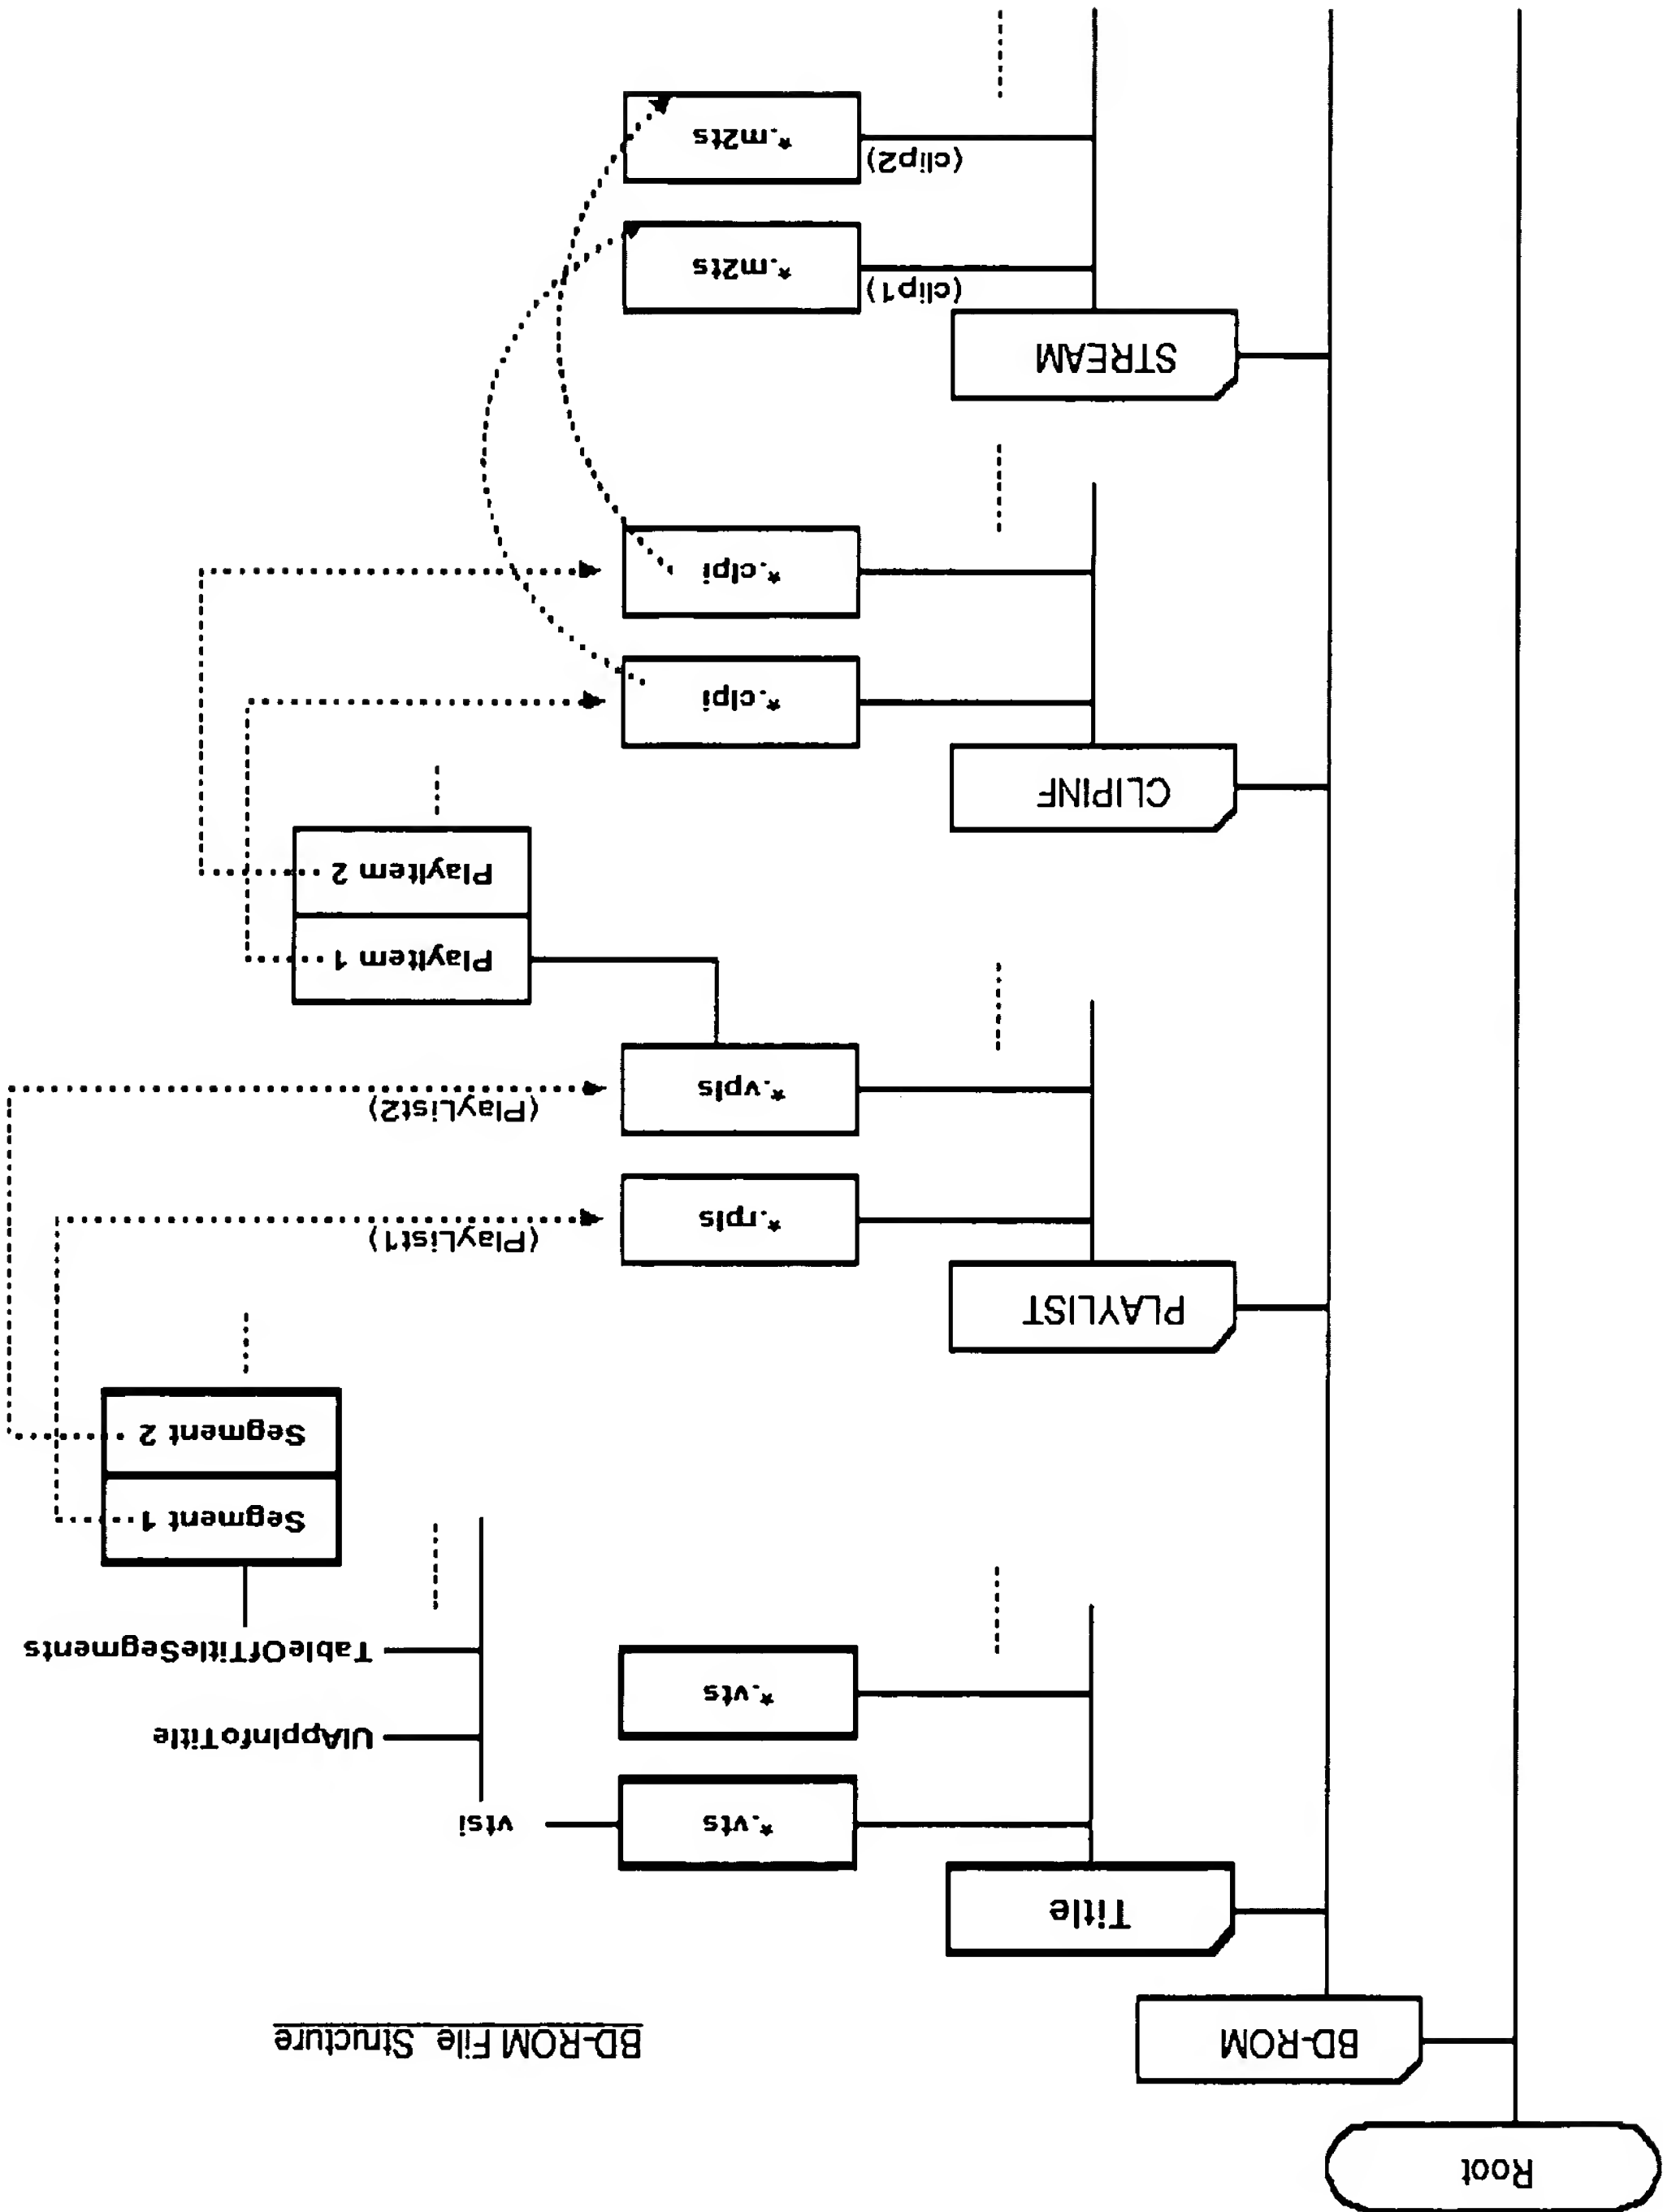 Root
BD-ROM
BD-ROM File Structure
Title
*.vts
vtsi
UIAppInfoTitle
*.vts
TableOfTitleSegments
Segment 1
Segment 2
PLAYLIST
*.rpls
(PlayList1)
*.vpls
(PlayList2)
PlayItem 1
PlayItem 2
CLIPINF
*.clpi
*.clpi
STREAM
(clip1)
*.m2ts
(clip2)
*.m2ts